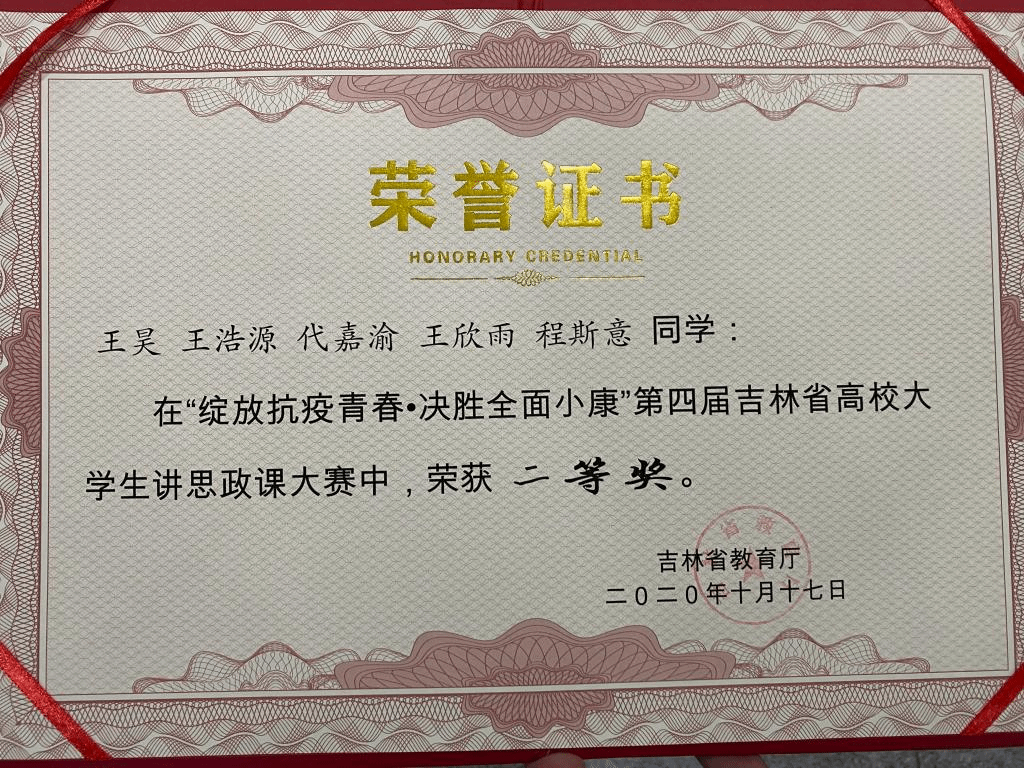 荣誉证书
HONORARY CREDENTIAL
王昊 王浩源 代嘉渝 王欣雨 程斯意 同学：
在“绽放抗疫青春•决胜全面小康”第四届吉林省高校大
学生讲思政课大赛中，荣获 二等奖。
吉林省教育厅
二0二0年十月十七日